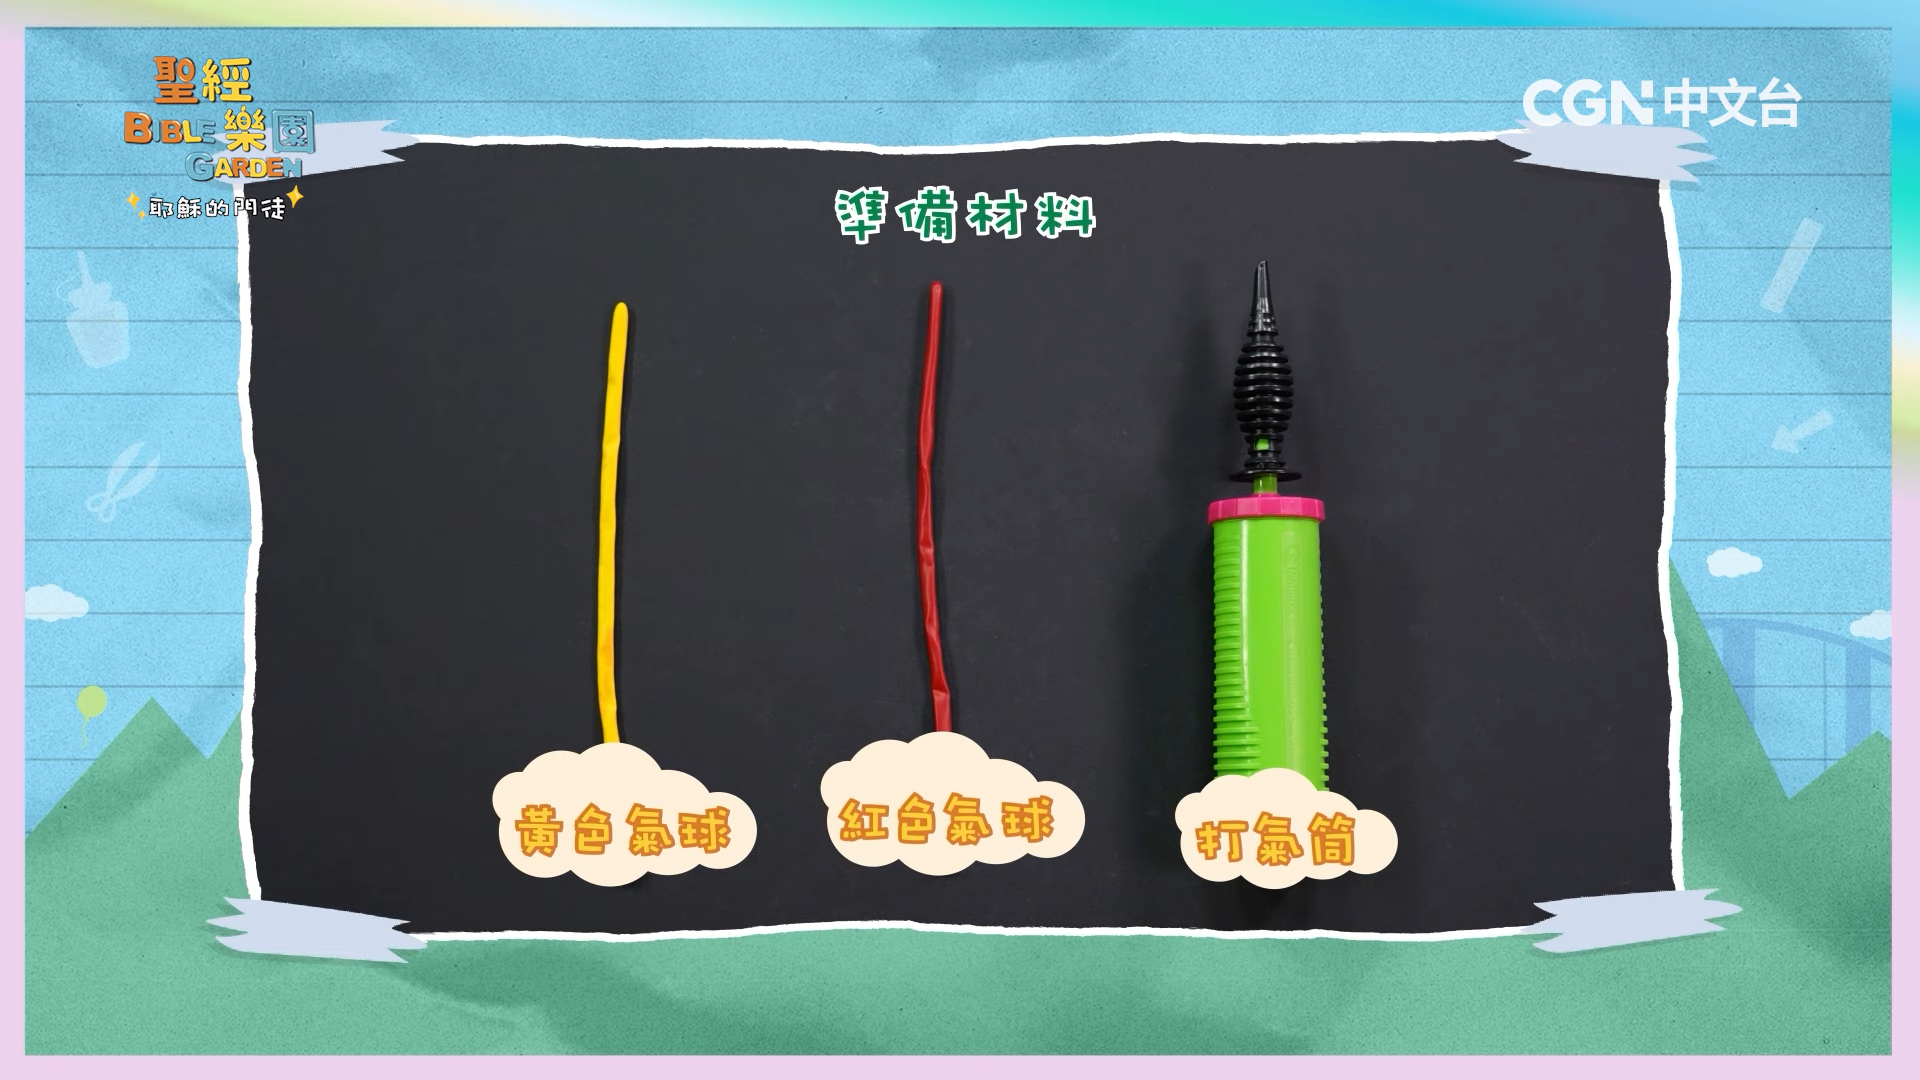 聖經
BIBLE 樂園
GARDEN
耶穌的門徒
CGN 中文台
準備材料
黃色氣球
紅色氣球
打氣筒